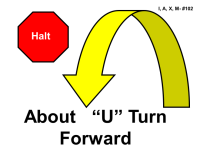 I, A, X, M- #102
Halt
About "U" Turn
Forward